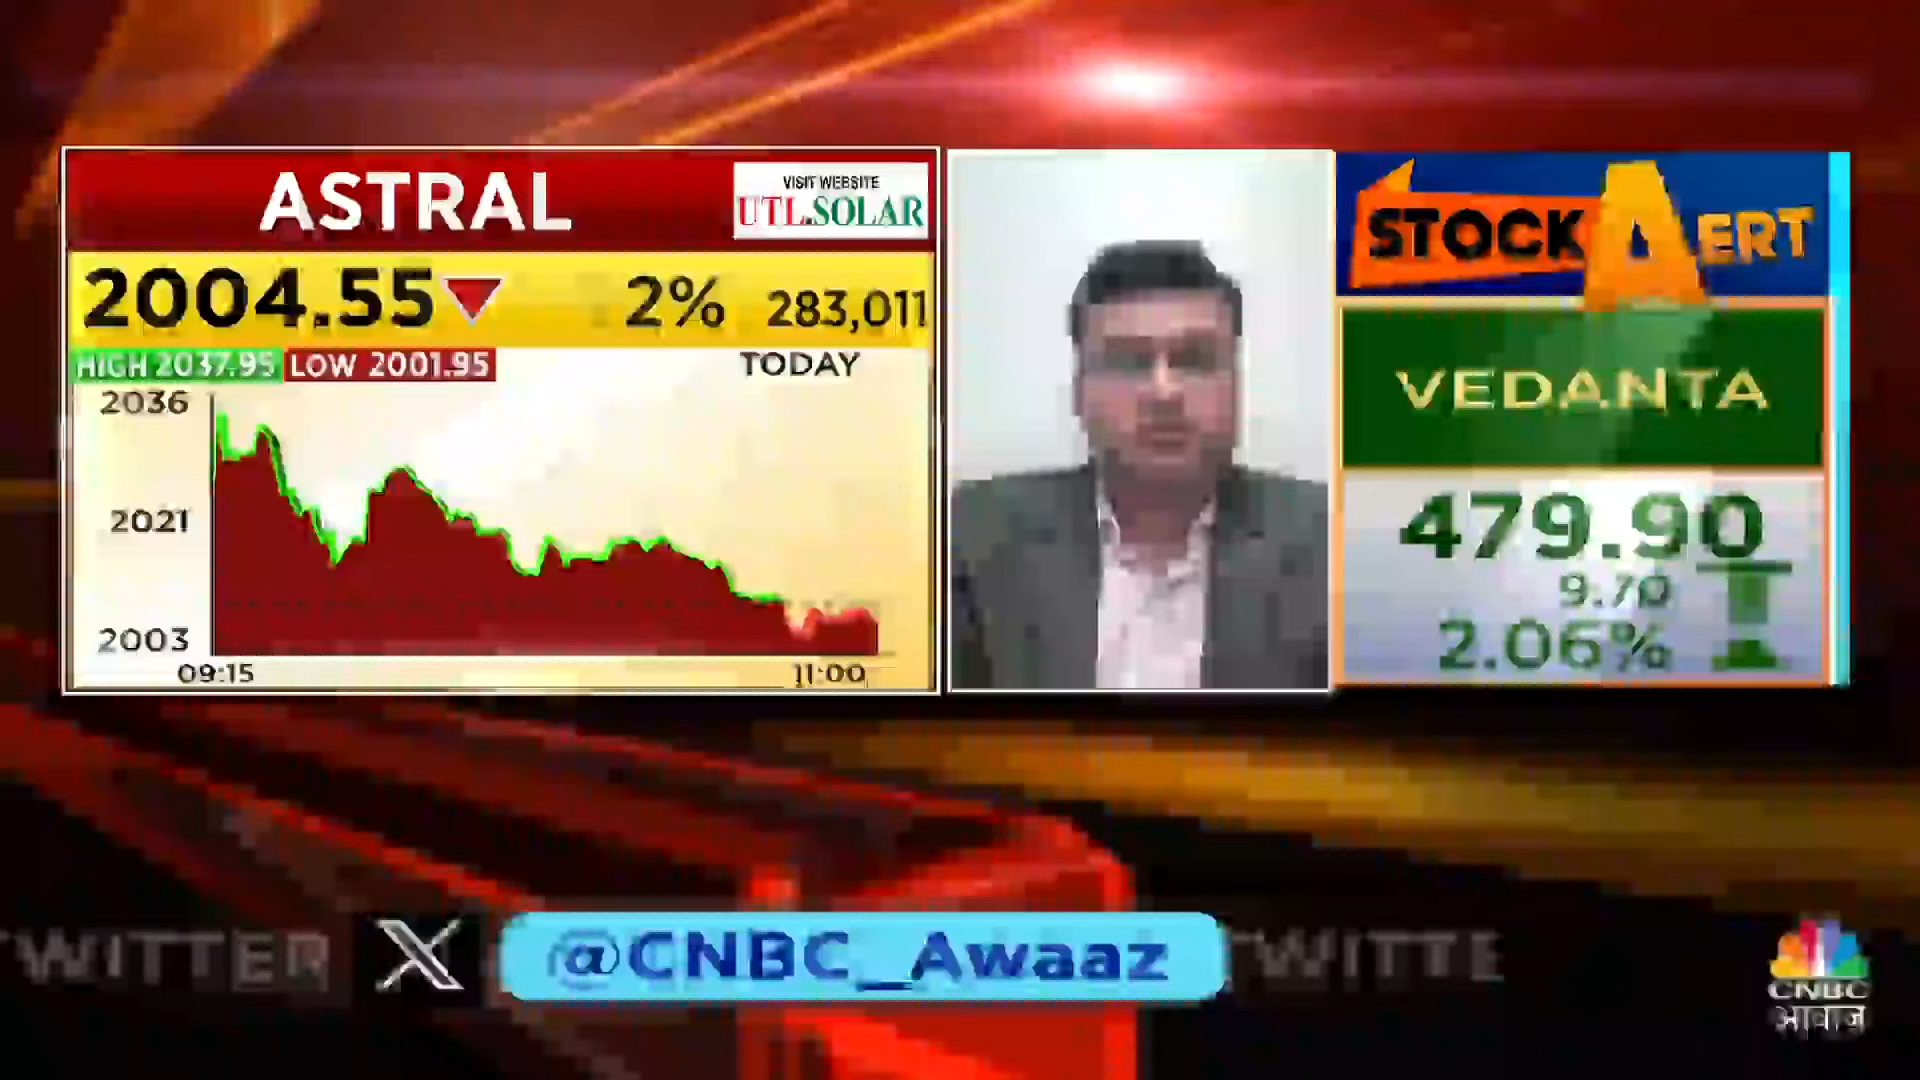 ASTRAL
VISIT WEBSITE
UTL.SOLAR
2004.55 2% 283,011
HIGH 2037.95 LOW 2001.95 TODAY
2036
2021
2003
09:15 11:00
STOCK ALERT
VEDANTA
479.90
9.70
2.06%
TWITTER X @CNBC_Awaaz TWITTE
CNBC
आवाज़